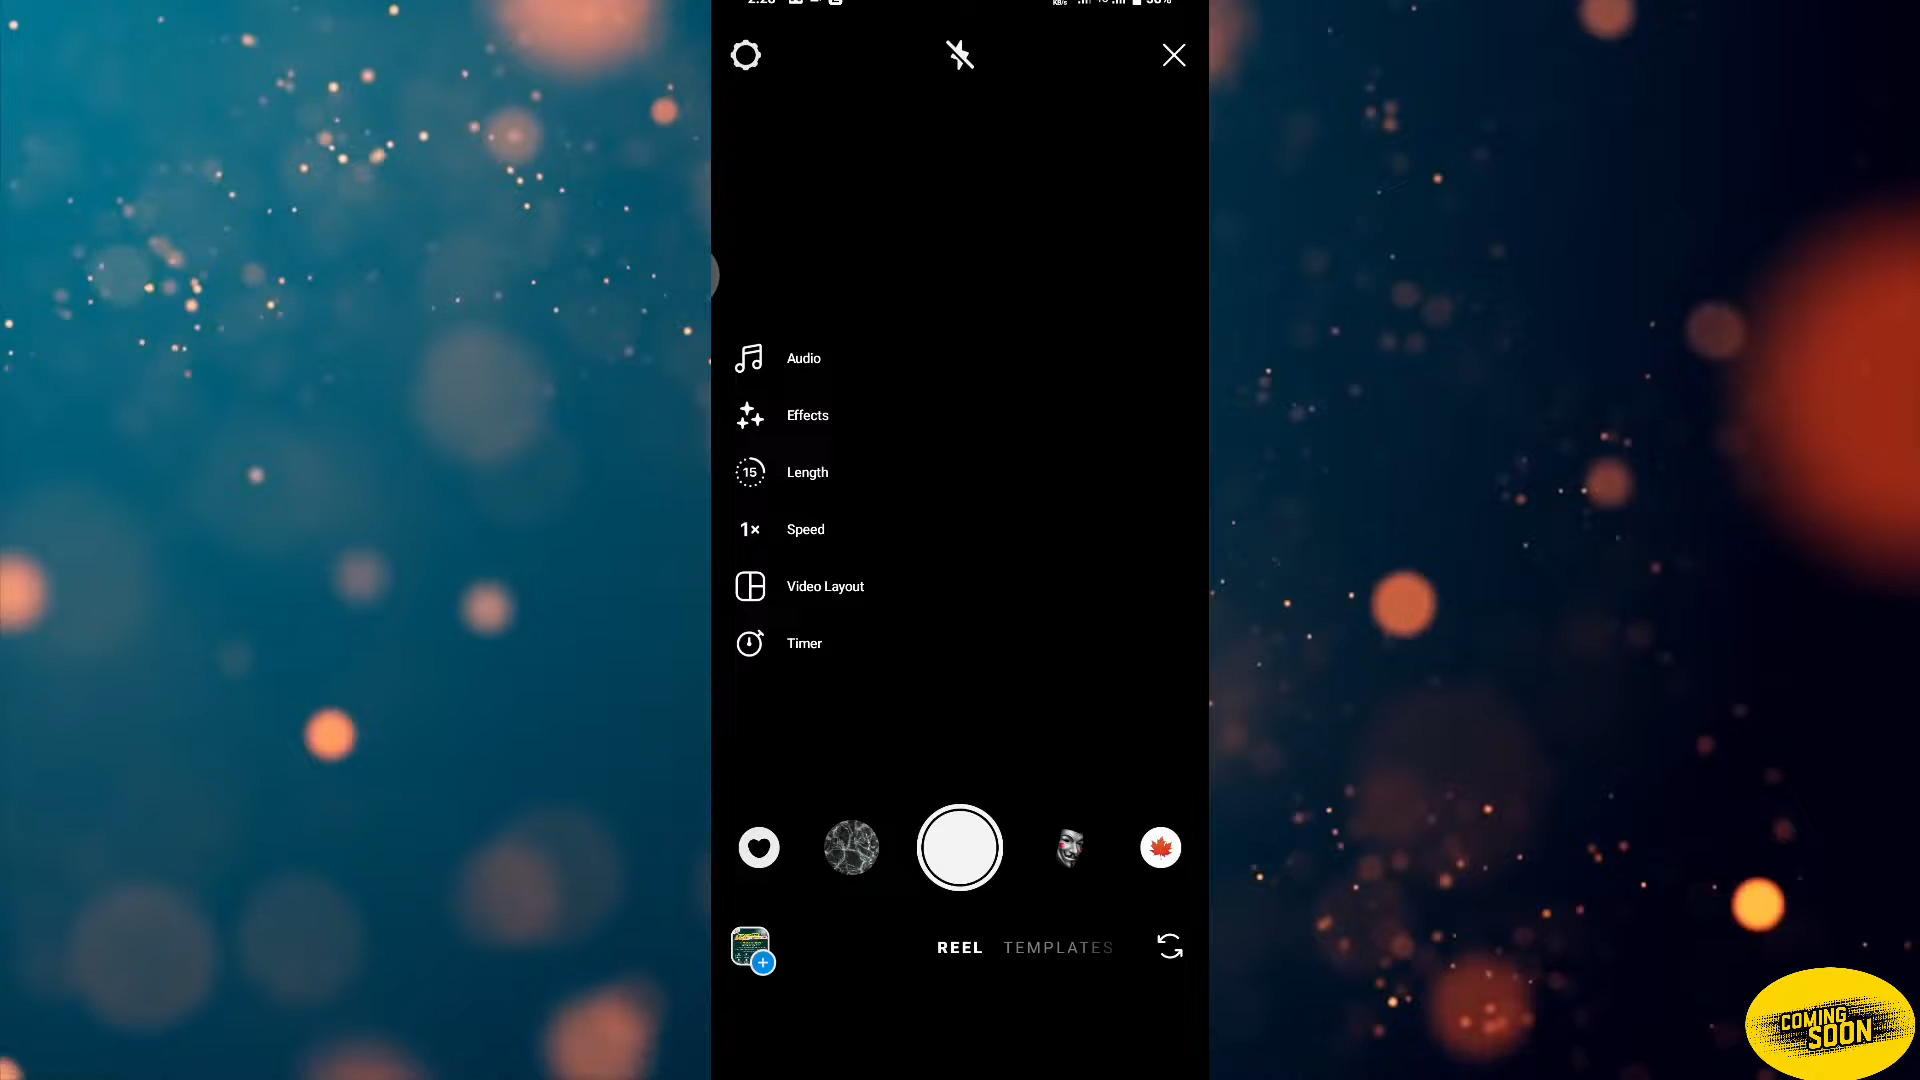 Audio
Effects
15 Length
1× Speed
Video Layout
Timer
REEL TEMPLATES
COMING
SOON